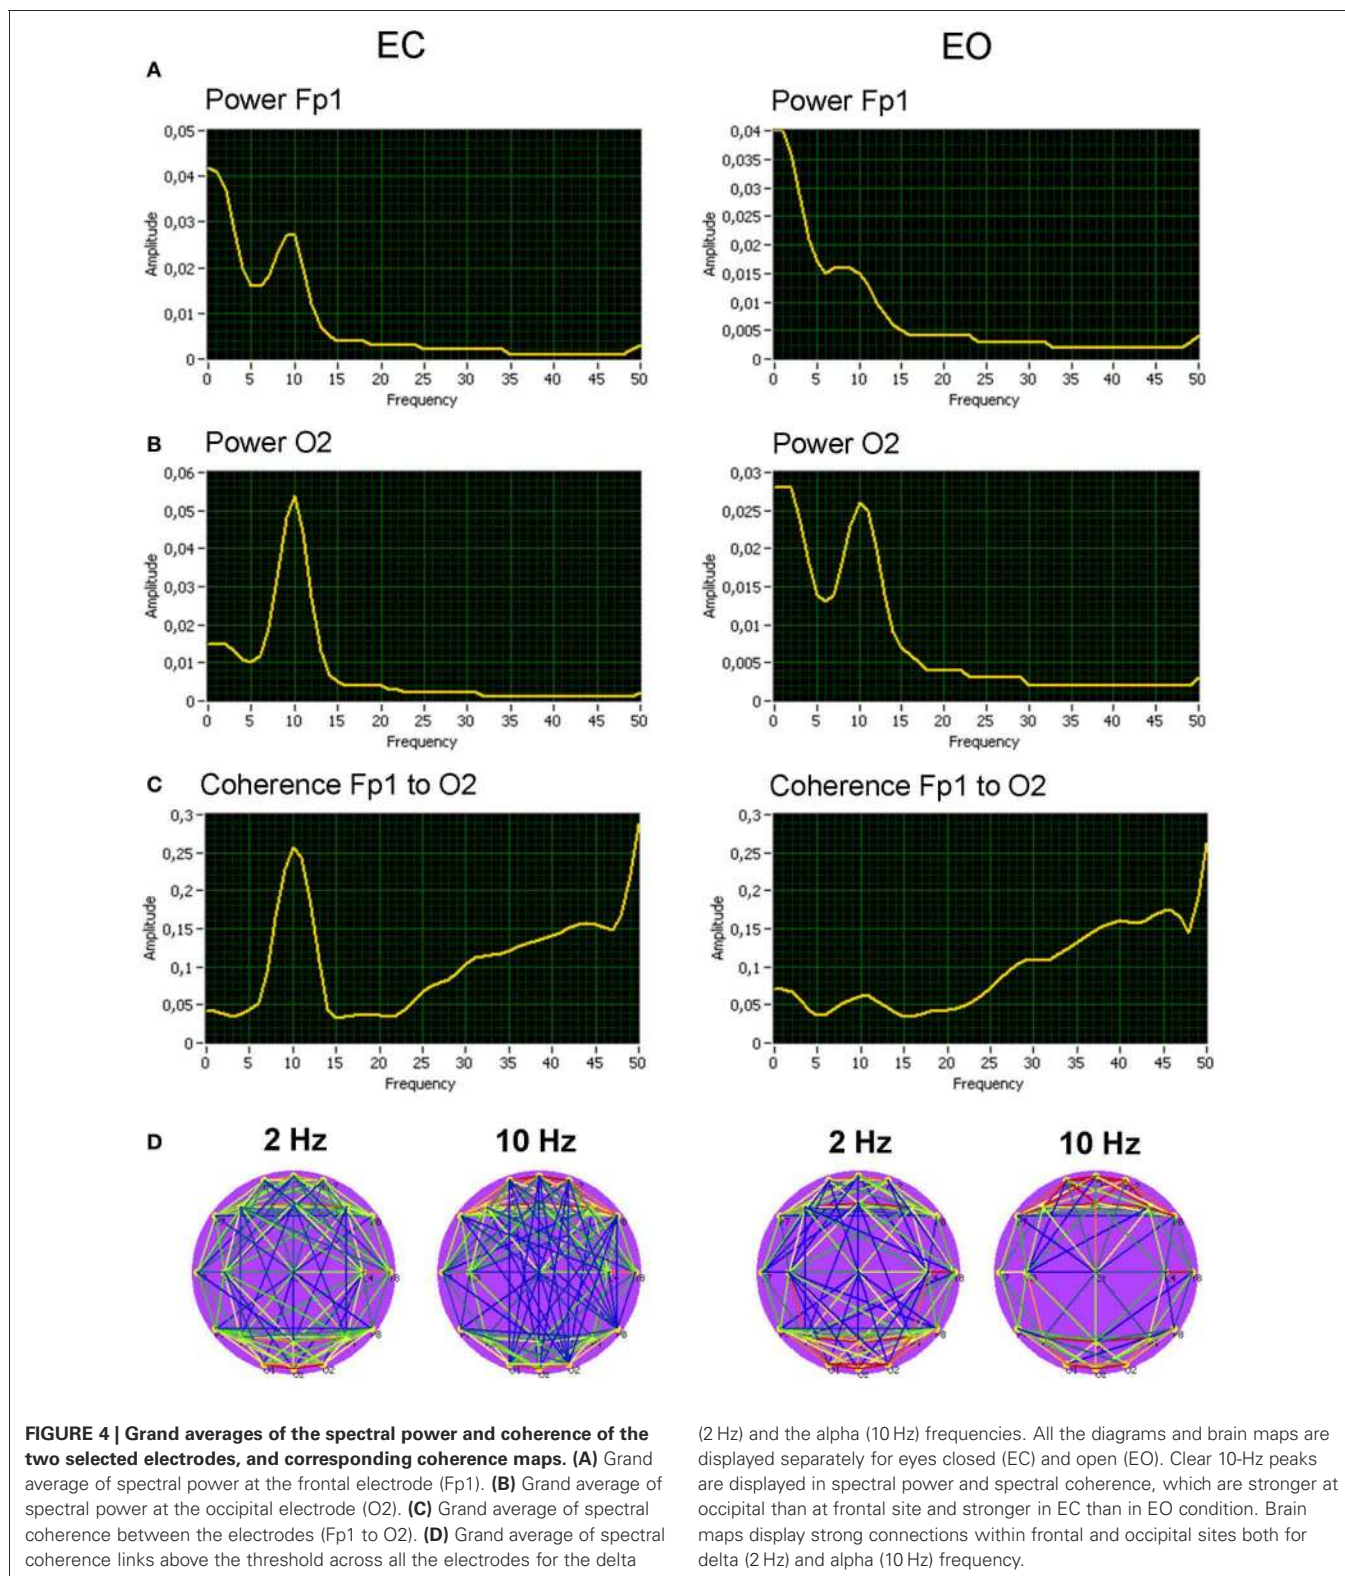 EC
EO
A
Power Fp1
Power Fp1
0,05
0,04
0,03
0,02
0,01
0
Amplitude
0 5 10 15 20 25 30 35 40 45 50
Frequency
0,04
0,035
0,03
0,025
0,02
0,015
0,01
0,005
0
Amplitude
0 5 10 15 20 25 30 35 40 45 50
Frequency
B
Power O2
Power O2
0,06
0,05
0,04
0,03
0,02
0,01
0
Amplitude
0 5 10 15 20 25 30 35 40 45 50
Frequency
0,03
0,025
0,02
0,015
0,01
0,005
0
Amplitude
0 5 10 15 20 25 30 35 40 45 50
Frequency
C
Coherence Fp1 to O2
Coherence Fp1 to O2
0,3
0,25
0,2
0,15
0,1
0,05
0
Amplitude
0 5 10 15 20 25 30 35 40 45 50
Frequency
0,3
0,25
0,2
0,15
0,1
0,05
0
Amplitude
0 5 10 15 20 25 30 35 40 45 50
Frequency
D
2 Hz
10 Hz
2 Hz
10 Hz
FIGURE 4 | Grand averages of the spectral power and coherence of the
two selected electrodes, and corresponding coherence maps. (A) Grand
average of spectral power at the frontal electrode (Fp1). (B) Grand average of
spectral power at the occipital electrode (O2). (C) Grand average of spectral
coherence between the electrodes (Fp1 to O2). (D) Grand average of spectral
coherence links above the threshold across all the electrodes for the delta
(2 Hz) and the alpha (10 Hz) frequencies. All the diagrams and brain maps are
displayed separately for eyes closed (EC) and open (EO). Clear 10-Hz peaks
are displayed in spectral power and spectral coherence, which are stronger at
occipital than at frontal site and stronger in EC than in EO condition. Brain
maps display strong connections within frontal and occipital sites both for
delta (2 Hz) and alpha (10 Hz) frequency.